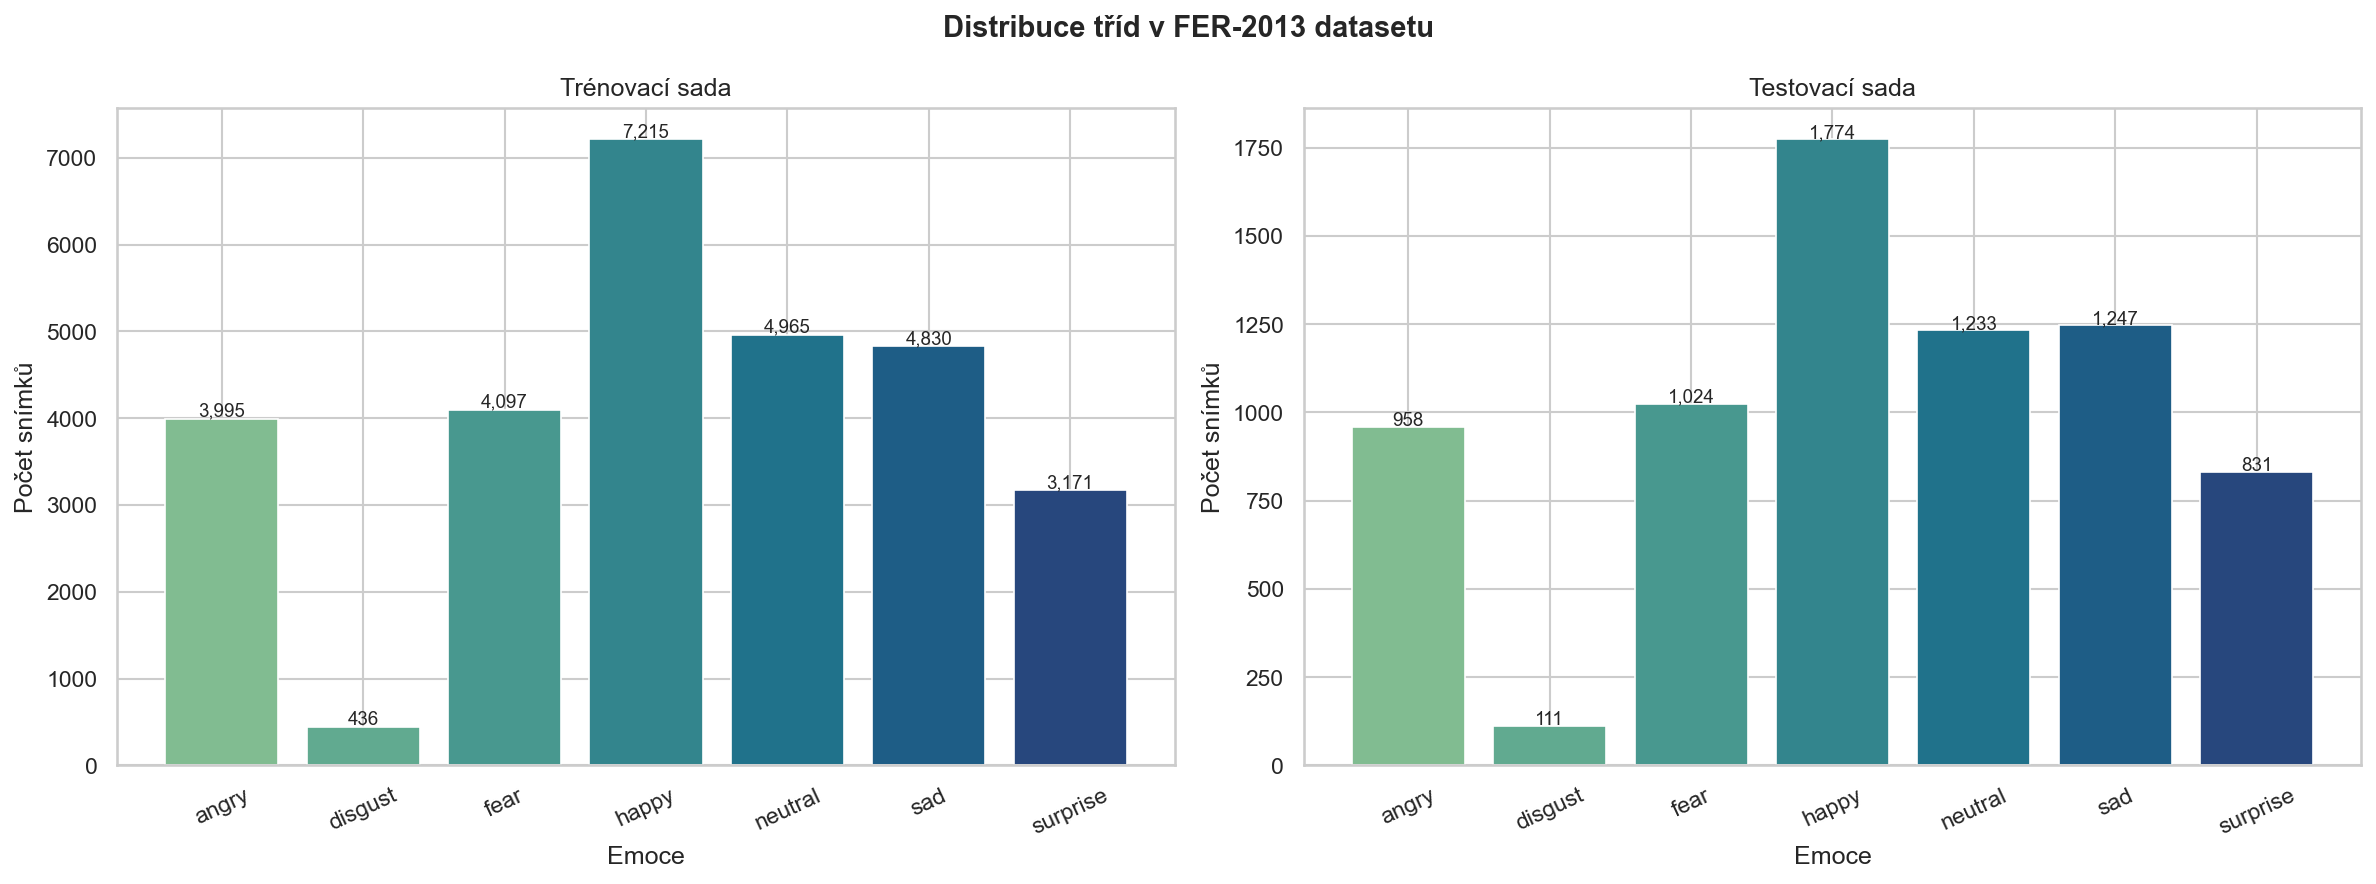 Distribuce tříd v FER-2013 datasetu
Trénovací sada
Počet snímků
7000
6000
5000
4000
3000
2000
1000
0
3,995
436
4,097
7,215
4,965
4,830
3,171
angry
disgust
fear
happy
neutral
sad
surprise
Emoce
Testovací sada
Počet snímků
1750
1500
1250
1000
750
500
250
0
958
111
1,024
1,774
1,233
1,247
831
angry
disgust
fear
happy
neutral
sad
surprise
Emoce